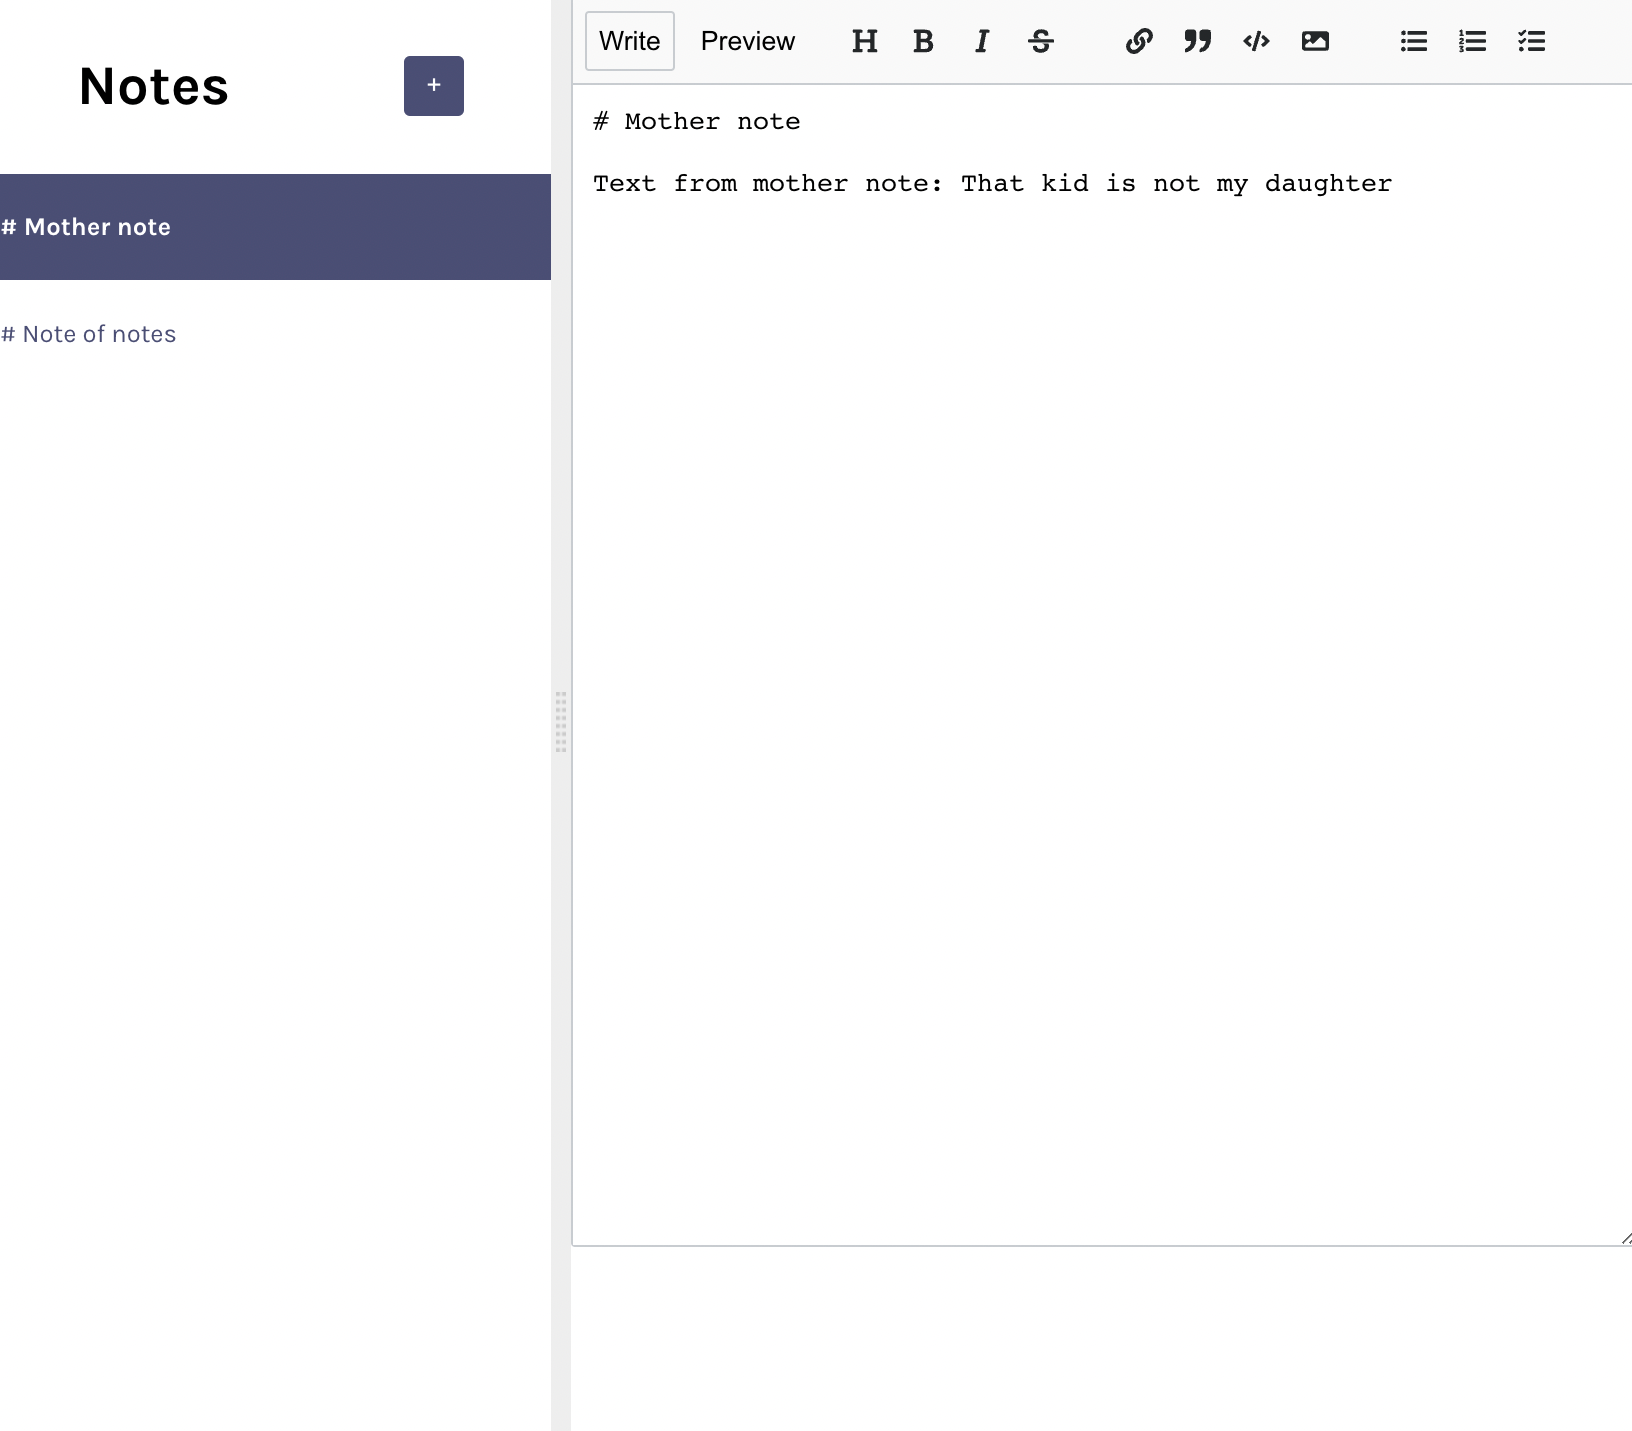 Notes
+
# Mother note
# Note of notes
Write Preview H B I S
# Mother note
Text from mother note: That kid is not my daughter